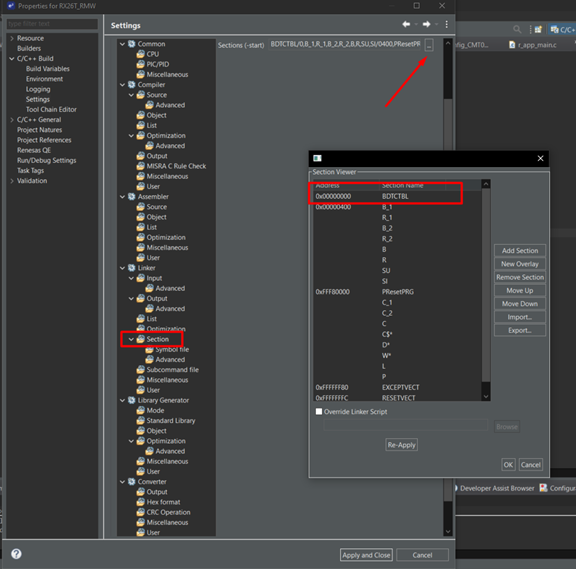 Properties for RX26T_RMW
type filter text
Settings
Resource
Builders
C/C++ Build
Build Variables
Environment
Logging
Settings
Tool Chain Editor
C/C++ General
Project Natures
Project References
Renesas QE
Run/Debug Settings
Task Tags
Validation
Common
CPU
PIC/PID
Miscellaneous
Compiler
Source
Advanced
Object
List
Optimization
Advanced
Output
MISRA C Rule Check
Miscellaneous
User
Assembler
Source
Object
List
Optimization
Miscellaneous
User
Linker
Input
Advanced
Output
Advanced
List
Optimization
Section
Symbol file
Advanced
Subcommand file
Miscellaneous
User
Library Generator
Mode
Standard Library
Object
Optimization
Advanced
Miscellaneous
User
Converter
Output
Hex format
CRC Operation
Miscellaneous
User
Sections (-start)
BDTCTBL/0,B_1,R_1,B_2,R_2,B,R,SU,SI/0400,PResetPR
...
C/C++
nfig_CMT0
r_app_main.c
Section Viewer
Address Section Name
0x00000000 BDTCTBL
0x00000400 B_1
R_1
B_2
R_2
B
R
SU
SI
0xFFF80000 PResetPRG
C_1
C_2
C
C$*
D*
W*
L
P
0xFFFFFF80 EXCEPTVECT
0xFFFFFFFC RESETVECT
Add Section
New Overlay
Remove Section
Move Up
Move Down
Import...
Export...
Override Linker Script
Browse
Re-Apply
OK Cancel
Developer Assist Browser
Configur
Apply and Close Cancel